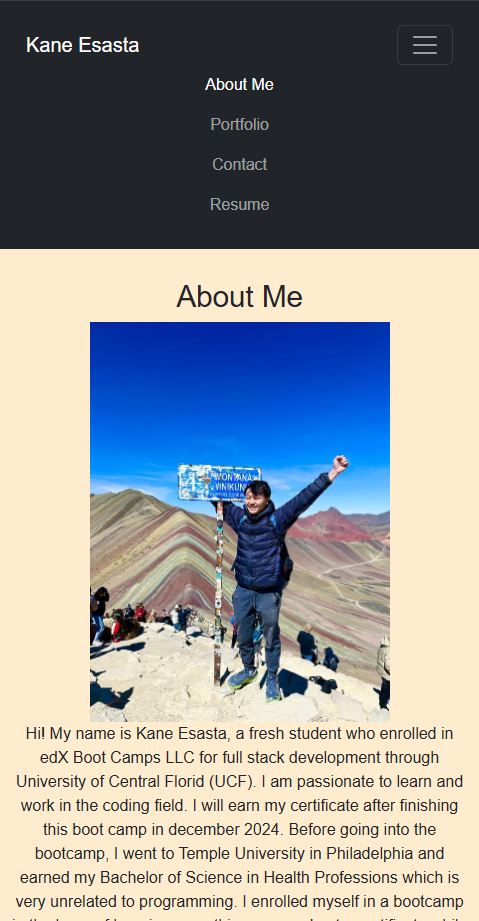 Kane Esasta
About Me
Portfolio
Contact
Resume
About Me
MONTANA
VINIKUN
Hi! My name is Kane Esasta, a fresh student who enrolled in
edX Boot Camps LLC for full stack development through
University of Central Florid (UCF). I am passionate to learn and
work in the coding field. I will earn my certificate after finishing
this boot camp in december 2024. Before going into the
bootcamp, I went to Temple University in Philadelphia and
earned my Bachelor of Science in Health Professions which is
very unrelated to programming. I enrolled myself in a bootcamp